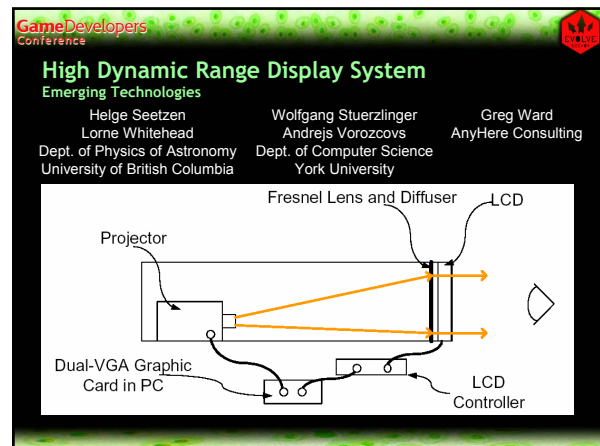 GameDevelopers
Conference
EVOLVE
High Dynamic Range Display System
Emerging Technologies
Helge Seetzen
Lorne Whitehead
Dept. of Physics of Astronomy
University of British Columbia
Wolfgang Stuerzlinger
Andrejs Vorozcovs
Dept. of Computer Science
York University
Greg Ward
AnyHere Consulting
Fresnel Lens and Diffuser
LCD
Projector
Dual-VGA Graphic
Card in PC
LCD
Controller